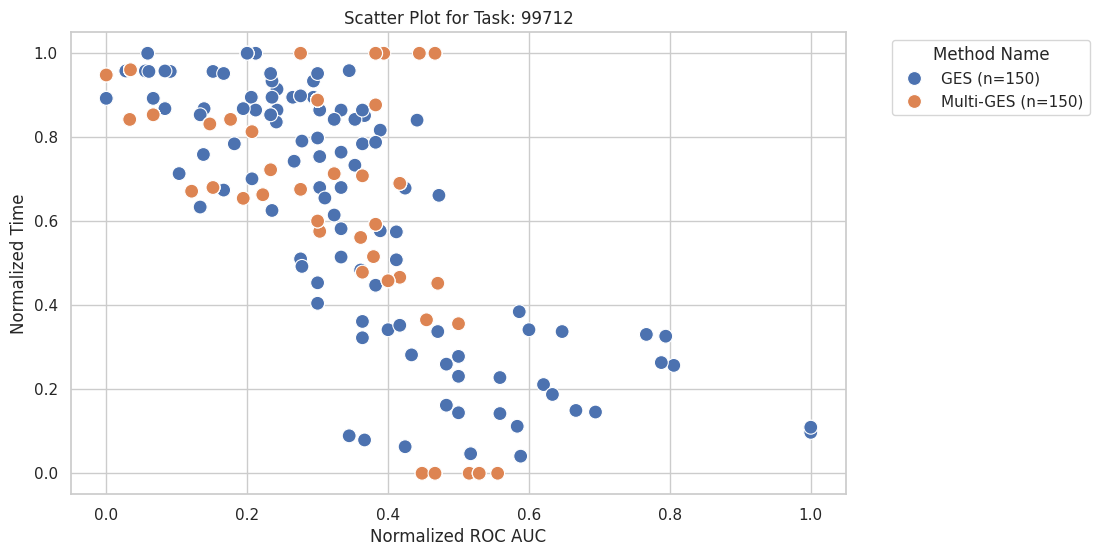 Scatter Plot for Task: 99712
Method Name
GES (n=150)
Multi-GES (n=150)
Normalized Time
1.0
0.8
0.6
0.4
0.2
0.0
0.0 0.2 0.4 0.6 0.8 1.0
Normalized ROC AUC